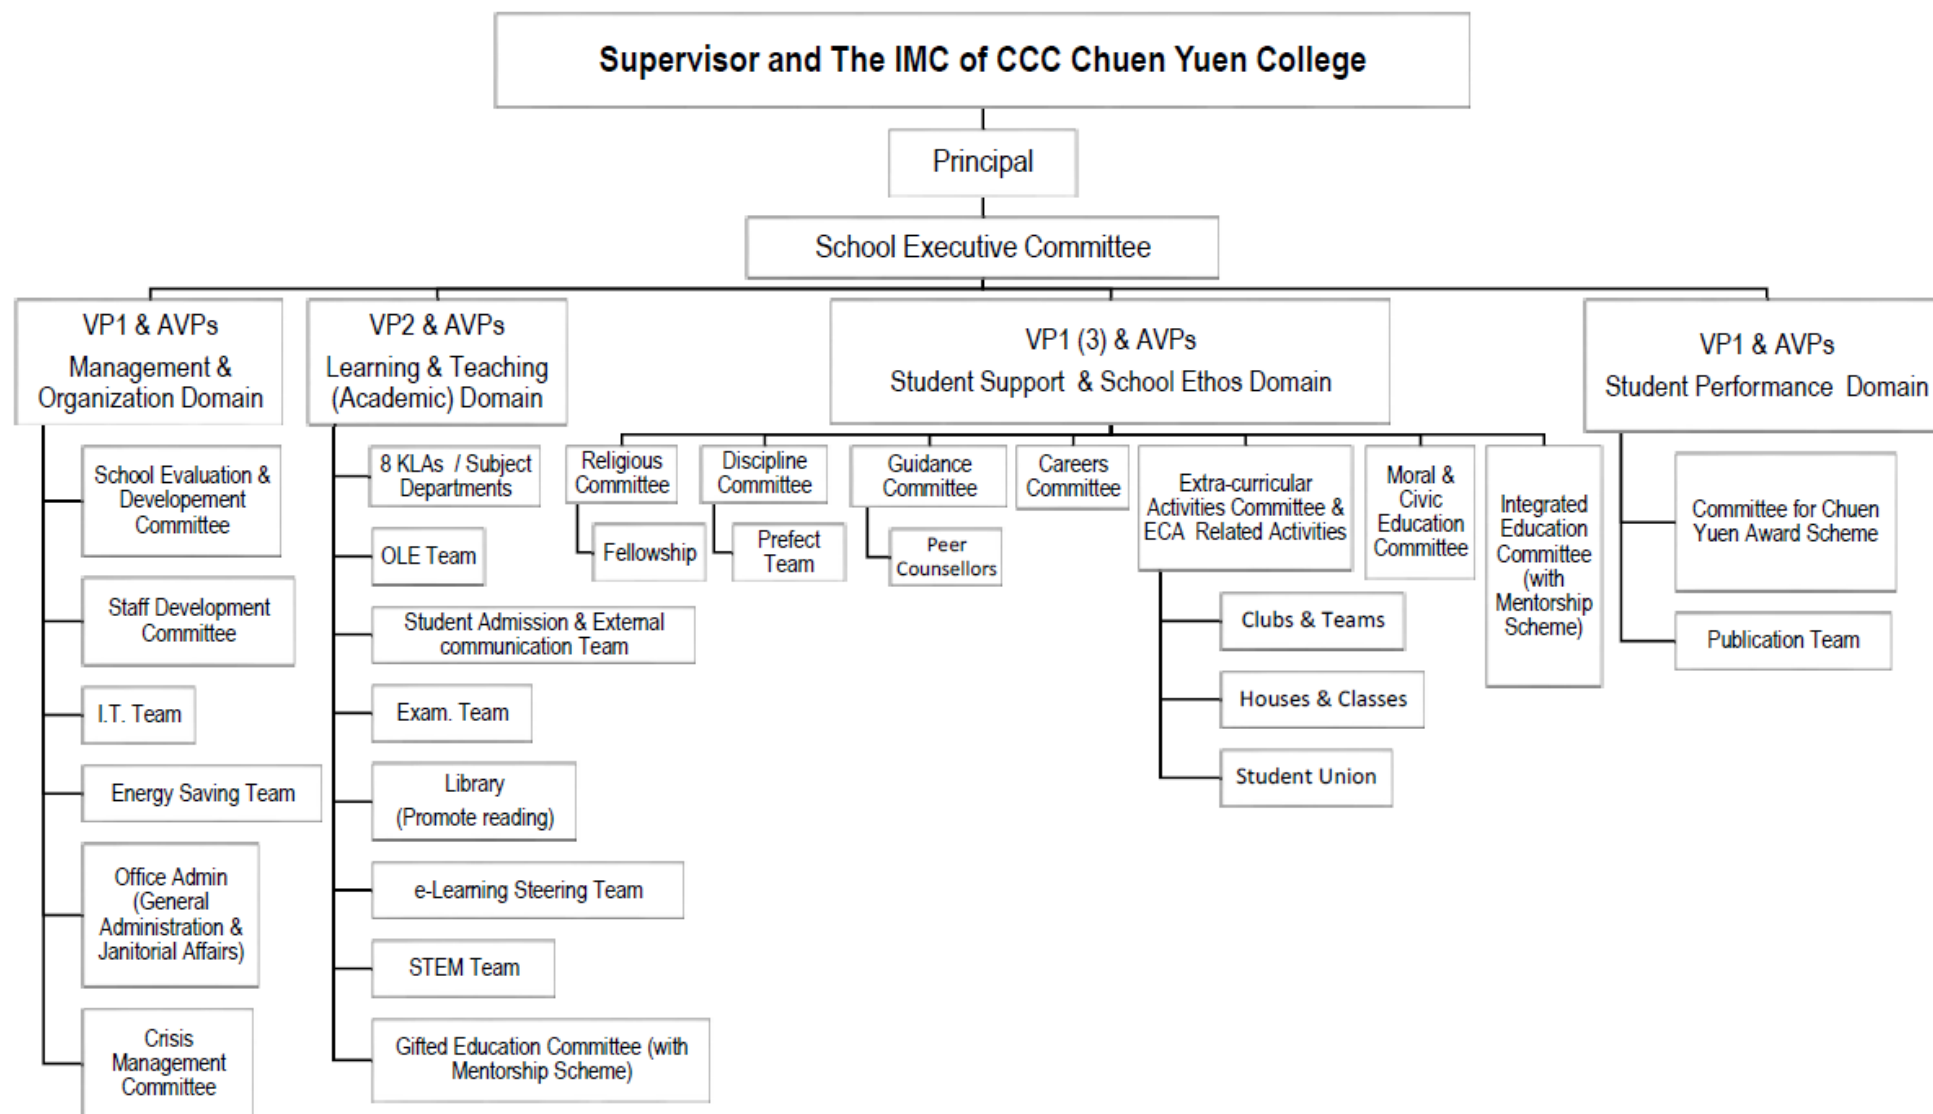 Supervisor and The IMC of CCC Chuen Yuen College
Principal
School Executive Committee
VP1 & AVPs
Management &
Organization Domain
School Evaluation &
Developement
Committee
Staff Development
Committee
I.T. Team
Energy Saving Team
Office Admin
(General
Administration &
Janitorial Affairs)
Crisis
Management
Committee
VP2 & AVPs
Learning & Teaching
(Academic) Domain
8 KLAs / Subject
Departments
OLE Team
Student Admission & External
communication Team
Exam. Team
Library
(Promote reading)
e-Learning Steering Team
STEM Team
Gifted Education Committee (with
Mentorship Scheme)
VP1 (3) & AVPs
Student Support & School Ethos Domain
Religious
Committee
Fellowship
Discipline
Committee
Prefect
Team
Guidance
Committee
Peer
Counsellors
Careers
Committee
Extra-curricular
Activities Committee &
ECA Related Activities
Clubs & Teams
Houses & Classes
Student Union
Moral &
Civic
Education
Committee
Integrated
Education
Committee
(with
Mentorship
Scheme)
VP1 & AVPs
Student Performance Domain
Committee for Chuen
Yuen Award Scheme
Publication Team